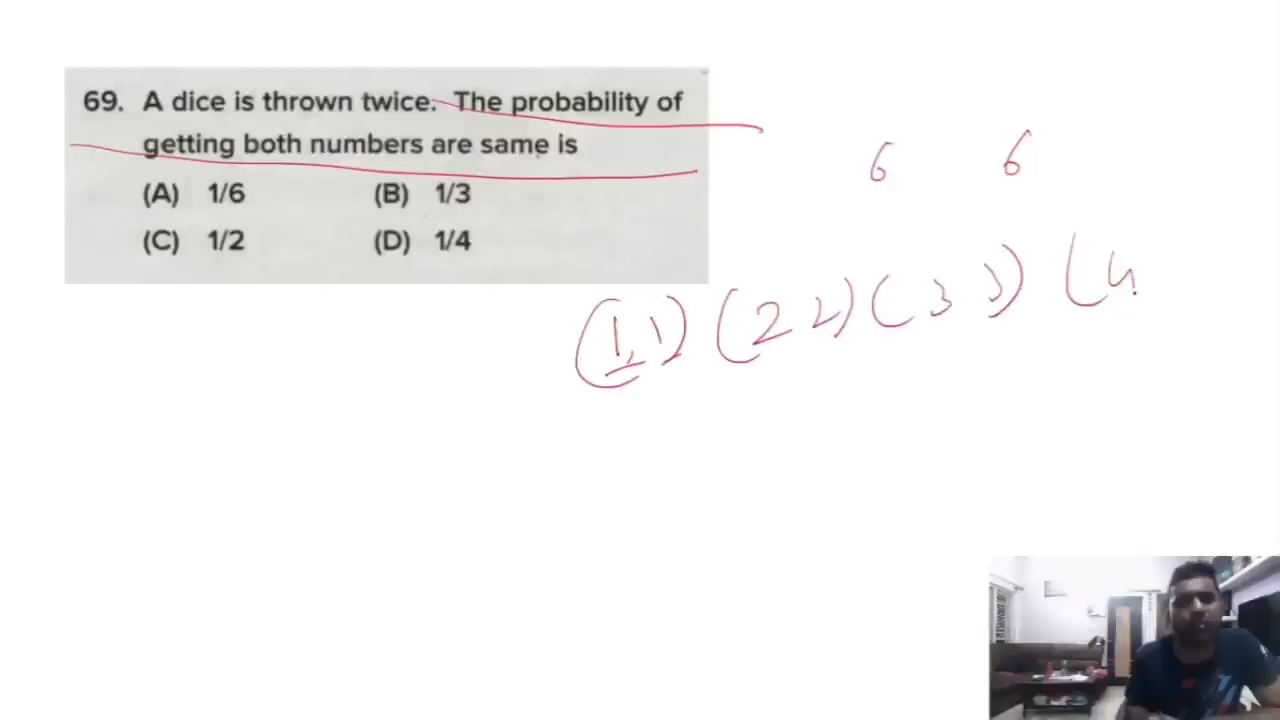 69. A dice is thrown twice. The probability of
getting both numbers are same is
(A) 1/6 (B) 1/3
(C) 1/2 (D) 1/4
6 6
(1,1) (2 2) (3 3) (4